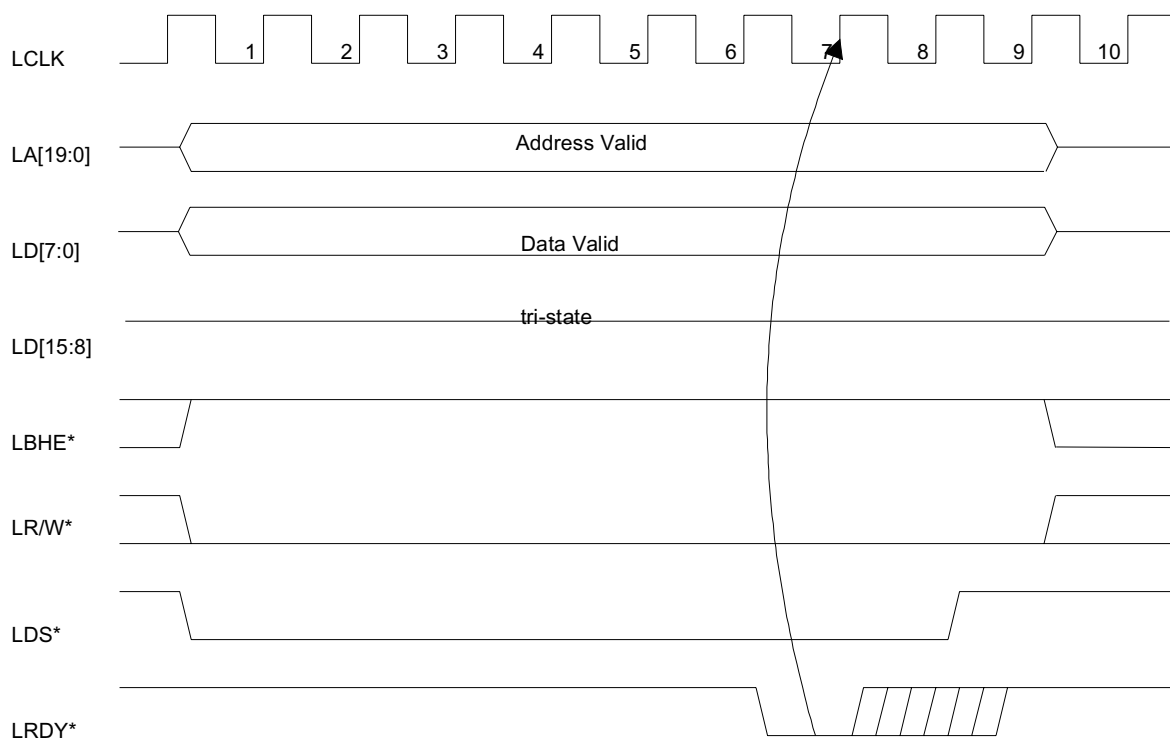 LCLK 1 2 3 4 5 6 7 8 9 10
LA[19:0] Address Valid
LD[7:0] Data Valid
tri-state
LD[15:8]
LBHE*
LR/W*
LDS*
LRDY*